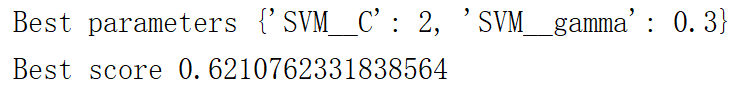 Best parameters {'SVM__C': 2, 'SVM__gamma': 0.3}
Best score 0.6210762331838564